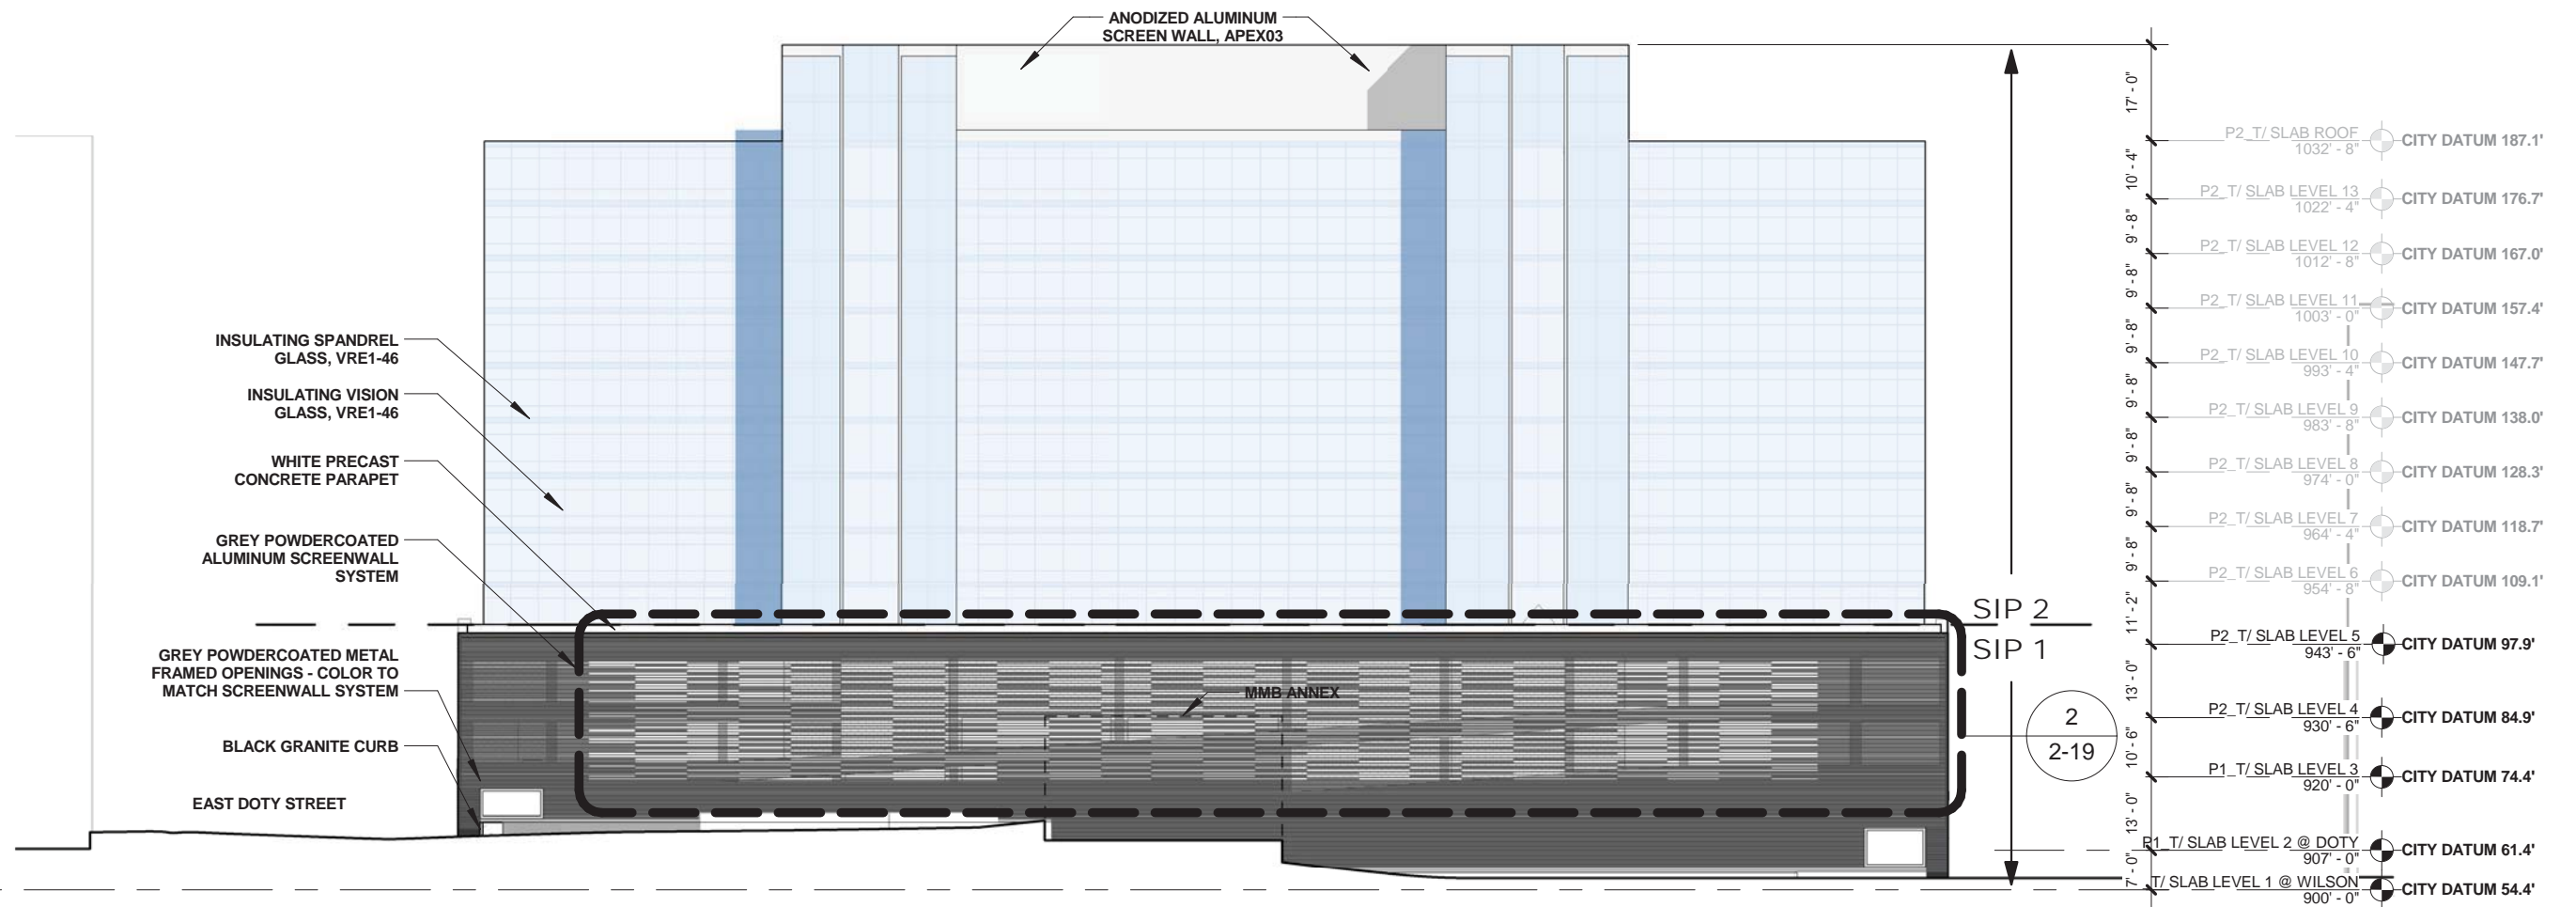 ANODIZED ALUMINUM
SCREEN WALL, APEX03
INSULATING SPANDREL
GLASS, VRE1-46
INSULATING VISION
GLASS, VRE1-46
WHITE PRECAST
CONCRETE PARAPET
GREY POWDERCOATED
ALUMINUM SCREENWALL
SYSTEM
GREY POWDERCOATED METAL
FRAMED OPENINGS - COLOR TO
MATCH SCREENWALL SYSTEM
BLACK GRANITE CURB
EAST DOTY STREET
MMB ANNEX
SIP 2
SIP 1
2
2-19
17' - 0"
10' - 4"
9' - 8"
9' - 8"
9' - 8"
9' - 8"
9' - 8"
9' - 8"
9' - 8"
11' - 2"
13' - 0"
10' - 6"
13' - 0"
7' - 0"
P2_T/ SLAB ROOF
1032' - 8"
CITY DATUM 187.1'
P2_T/ SLAB LEVEL 13
1022' - 4"
CITY DATUM 176.7'
P2_T/ SLAB LEVEL 12
1012' - 8"
CITY DATUM 167.0'
P2_T/ SLAB LEVEL 11
1003' - 0"
CITY DATUM 157.4'
P2_T/ SLAB LEVEL 10
993' - 4"
CITY DATUM 147.7'
P2_T/ SLAB LEVEL 9
983' - 8"
CITY DATUM 138.0'
P2_T/ SLAB LEVEL 8
974' - 0"
CITY DATUM 128.3'
P2_T/ SLAB LEVEL 7
964' - 4"
CITY DATUM 118.7'
P2_T/ SLAB LEVEL 6
954' - 8"
CITY DATUM 109.1'
P2_T/ SLAB LEVEL 5
943' - 6"
CITY DATUM 97.9'
P2_T/ SLAB LEVEL 4
930' - 6"
CITY DATUM 84.9'
P1_T/ SLAB LEVEL 3
920' - 0"
CITY DATUM 74.4'
P1_T/ SLAB LEVEL 2 @ DOTY
907' - 0"
CITY DATUM 61.4'
T/ SLAB LEVEL 1 @ WILSON
900' - 0"
CITY DATUM 54.4'